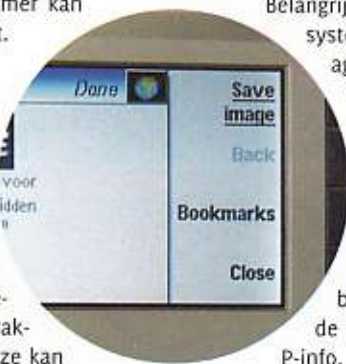 mer kan
t.
Belangrij
syste
ag
Done
Save
image
Back
Bookmarks
Close
voor
idden
e-
ak-
ze kan
b
de
P-info.